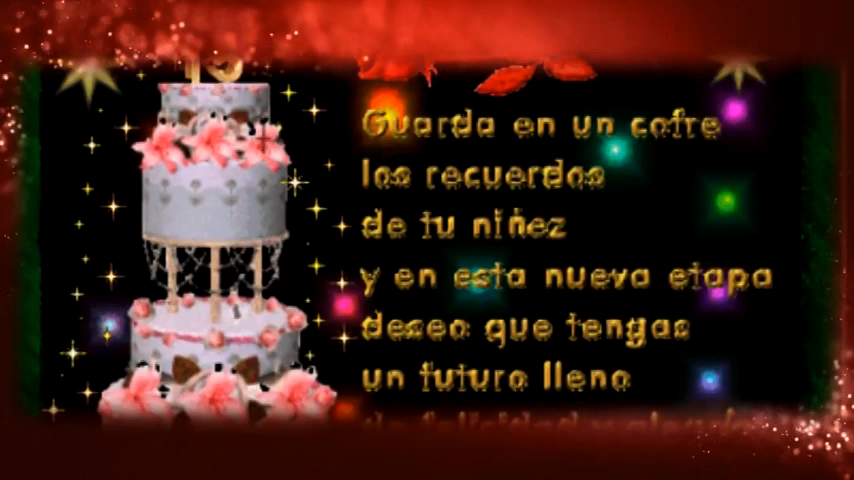 Guarda en un cofre
los recuerdos
de tu niñez
y en esta nueva etapa
deseo que tengas
un futuro lleno